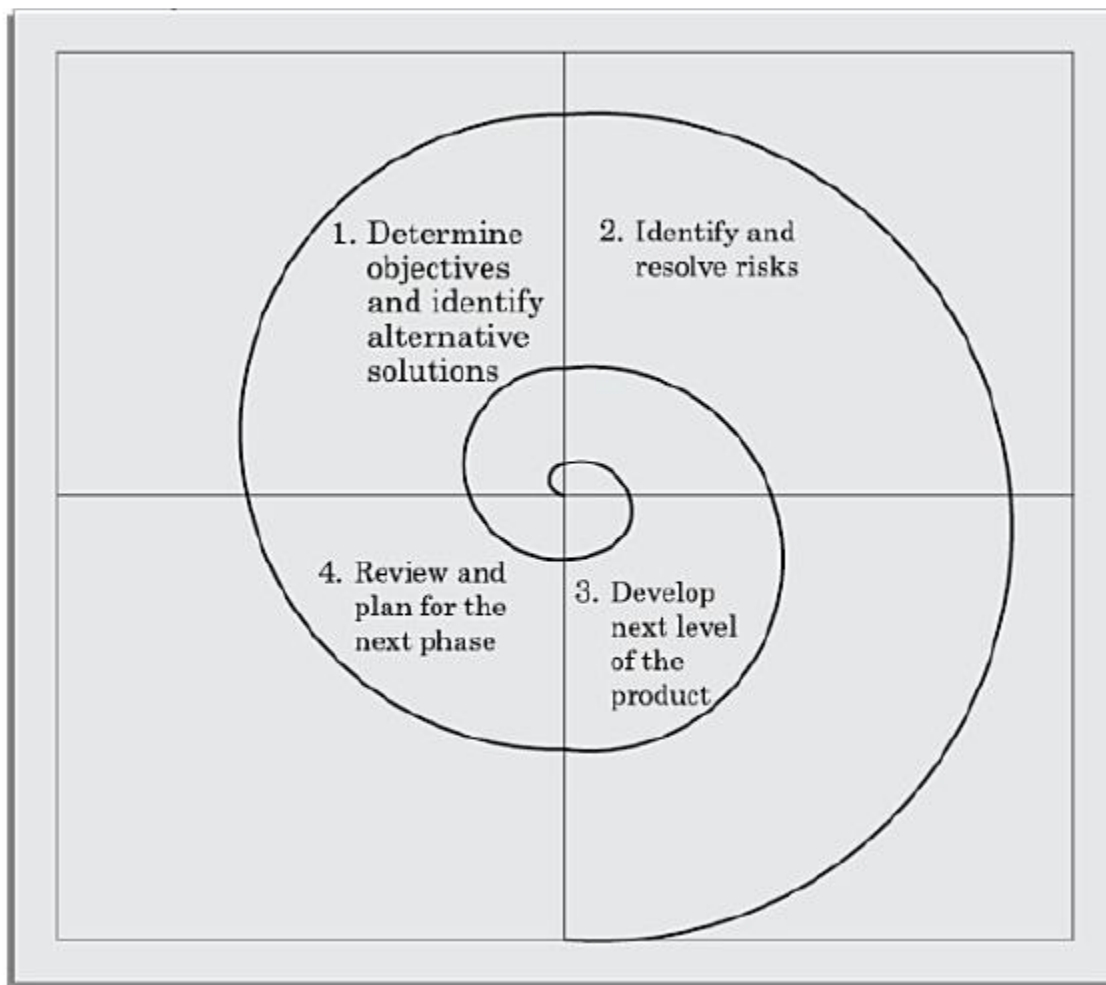 1. Determine
objectives
and identify
alternative
solutions
2. Identify and
resolve risks
3. Develop
next level
of the
product
4. Review and
plan for the
next phase